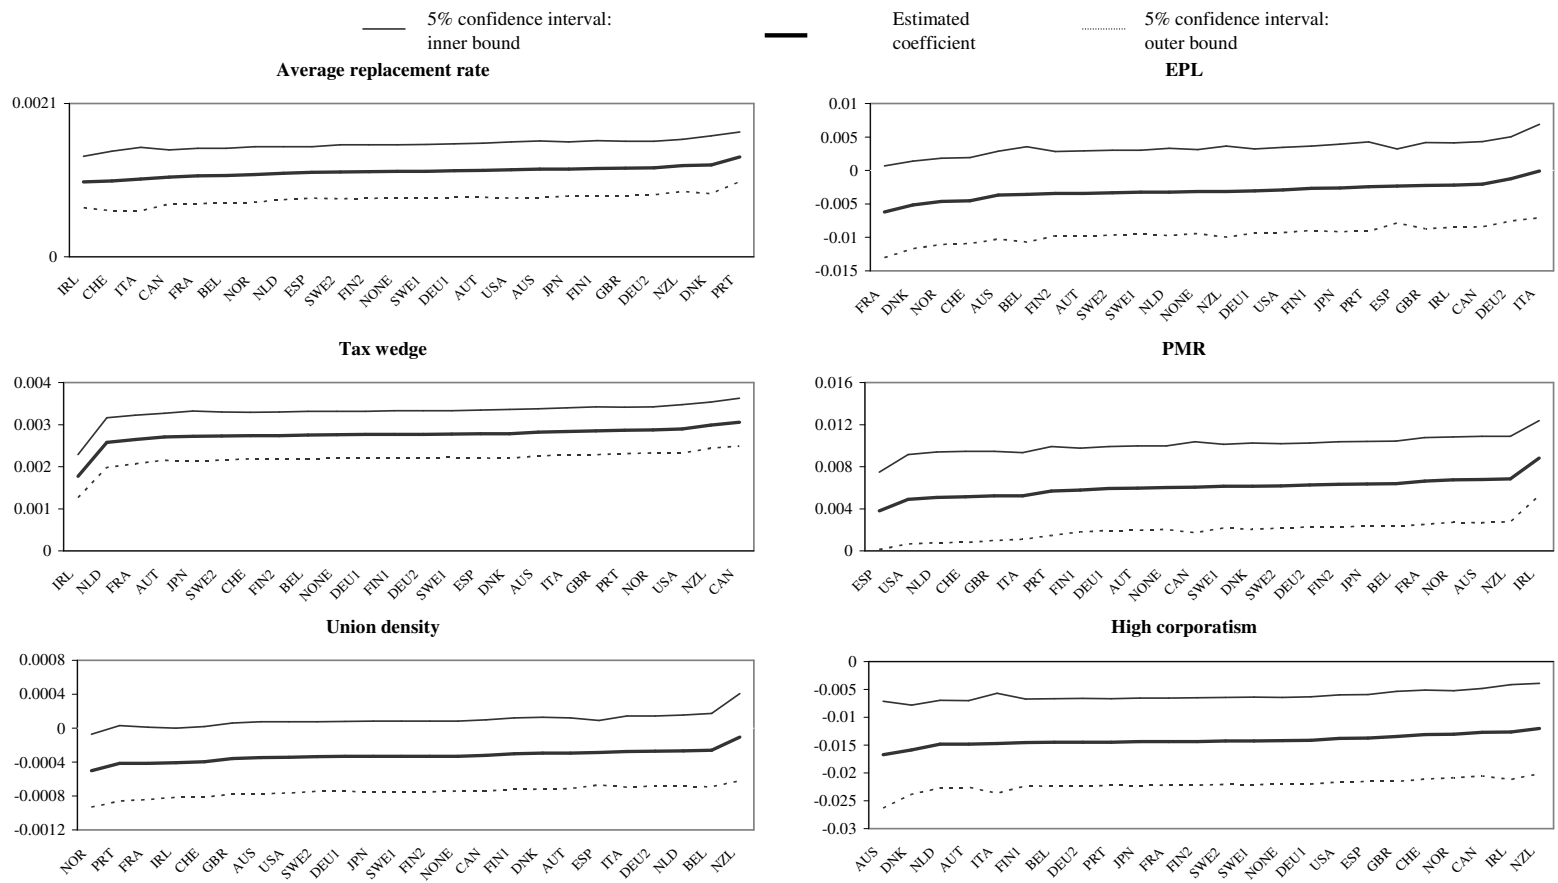 5% confidence interval:
inner bound
Estimated
coefficient
5% confidence interval:
outer bound
Average replacement rate
0.0021
0
IRL CHE ITA CAN FRA BEL NOR NLD ESP SWE2 FIN2 NONE SWE1 DEU1 AUT USA AUS JPN FIN1 GBR DEU2 NZL DNK PRT
EPL
0.01
0.005
0
-0.005
-0.01
-0.015
FRA DNK NOR CHE AUS BEL FIN2 AUT SWE2 SWE1 NLD NONE NZL DEU1 USA FIN1 JPN PRT ESP GBR IRL CAN DEU2 ITA
Tax wedge
0.004
0.003
0.002
0.001
0
IRL NLD FRA AUT JPN SWE2 CHE FIN2 BEL NONE DEU1 FIN1 DEU2 SWE1 ESP DNK AUS ITA GBR PRT NOR USA NZL CAN
PMR
0.016
0.012
0.008
0.004
0
ESP USA NLD CHE GBR ITA PRT FIN1 DEU1 AUT NONE CAN SWE1 DNK SWE2 DEU2 FIN2 JPN BEL FRA NOR AUS NZL IRL
Union density
0.0008
0.0004
0
-0.0004
-0.0008
-0.0012
NOR PRT FRA IRL CHE GBR AUS USA SWE2 DEU1 JPN SWE1 FIN2 NONE CAN FIN1 DNK AUT ESP ITA DEU2 NLD BEL NZL
High corporatism
0
-0.005
-0.01
-0.015
-0.02
-0.025
-0.03
AUS DNK NLD AUT ITA FIN1 BEL DEU2 PRT JPN FRA FIN2 SWE2 SWE1 NONE DEU1 USA ESP GBR CHE NOR CAN IRL NZL